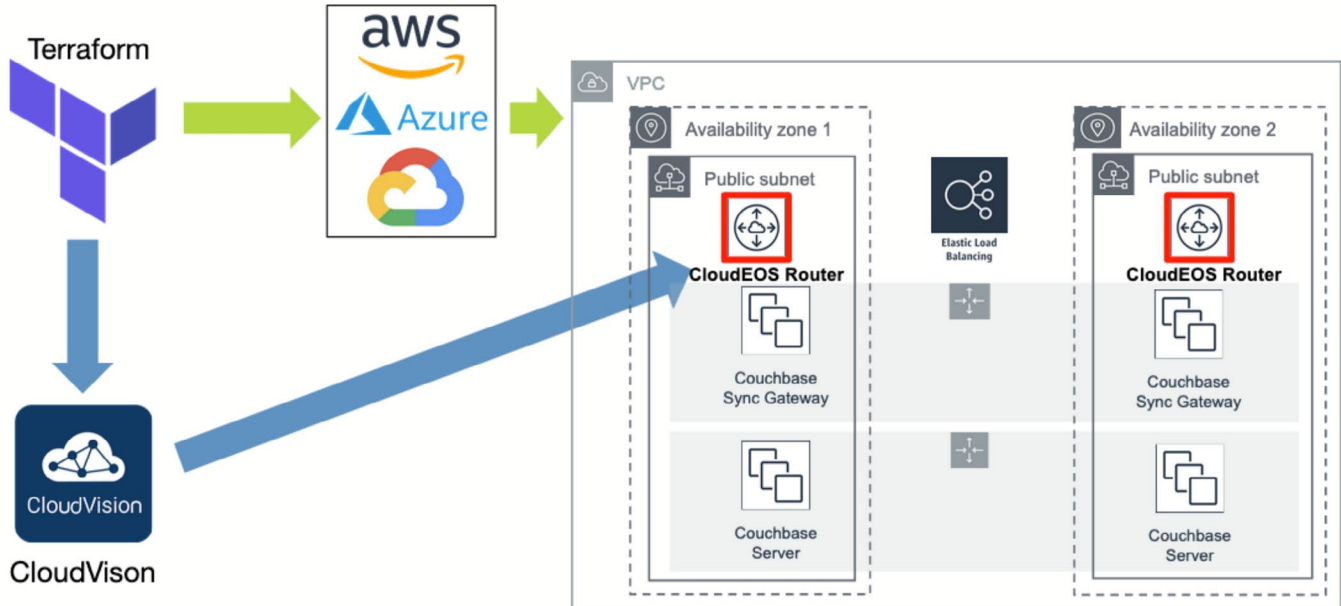 Terraform
aws
Azure
VPC
Availability zone 1
Public subnet
CloudEOS Router
Couchbase
Sync Gateway
Couchbase
Server
Elastic Load
Balancing
Availability zone 2
Public subnet
CloudEOS Router
Couchbase
Sync Gateway
Couchbase
Server
CloudVision
CloudVison